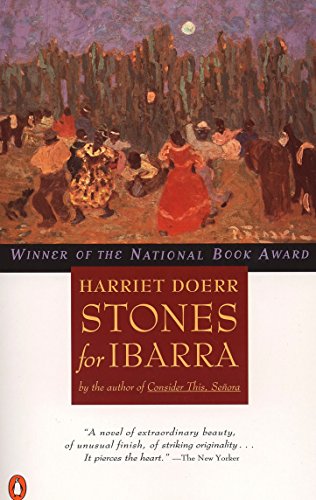 WINNER OF THE NATIONAL BOOK AWARD
HARRIET DOERR
STONES
for IBARRA
by the author of Consider This, Señora
"A novel of extraordinary beauty,
of unusual finish, of striking originality . . .
It pierces the heart." —The New Yorker